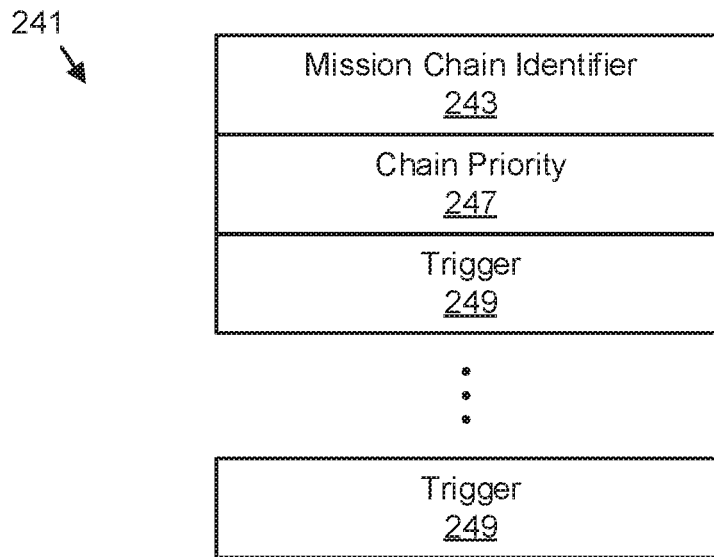 241
Mission Chain Identifier
243
Chain Priority
247
Trigger
249
Trigger
249